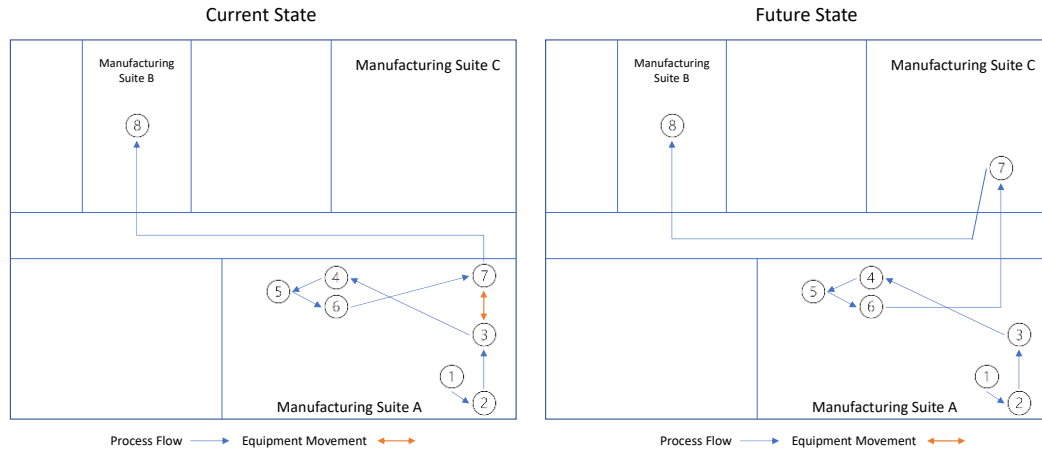 Current State
Manufacturing
Suite B
Manufacturing Suite C
8
4
7
5
6
3
1
2
Manufacturing Suite A
Process Flow
Equipment Movement
Future State
Manufacturing
Suite B
Manufacturing Suite C
8
7
4
5
6
3
1
2
Manufacturing Suite A
Process Flow
Equipment Movement